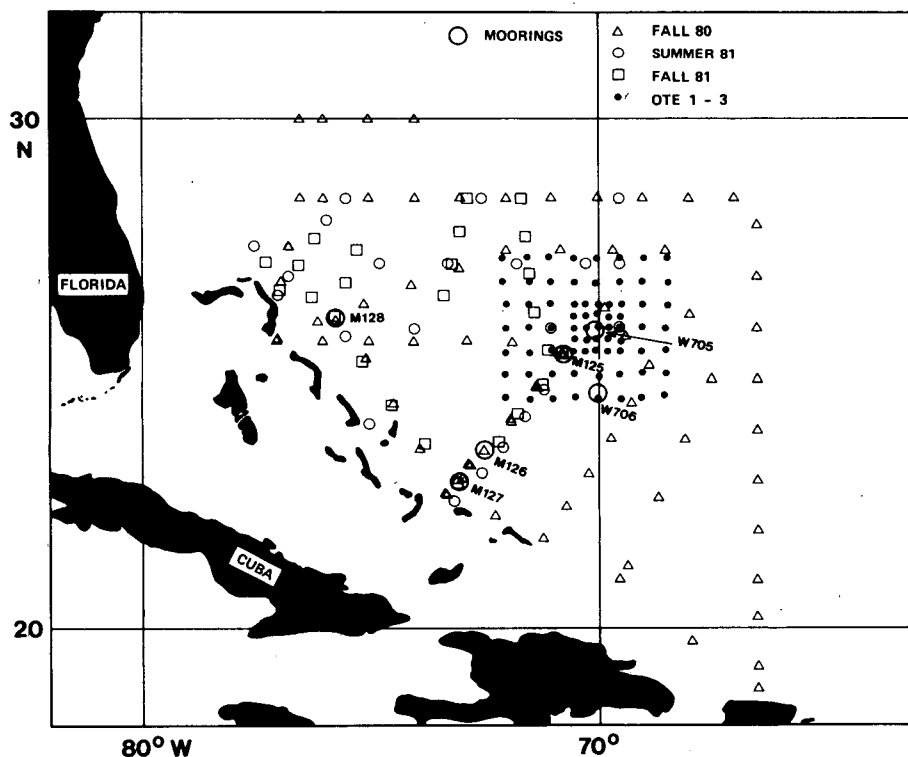 MOORINGS
FALL 80
SUMMER 81
FALL 81
OTE 1 - 3
30
N
FLORIDA
M128
W705
M125
W706
M126
M127
CUBA
20
80° W
70°